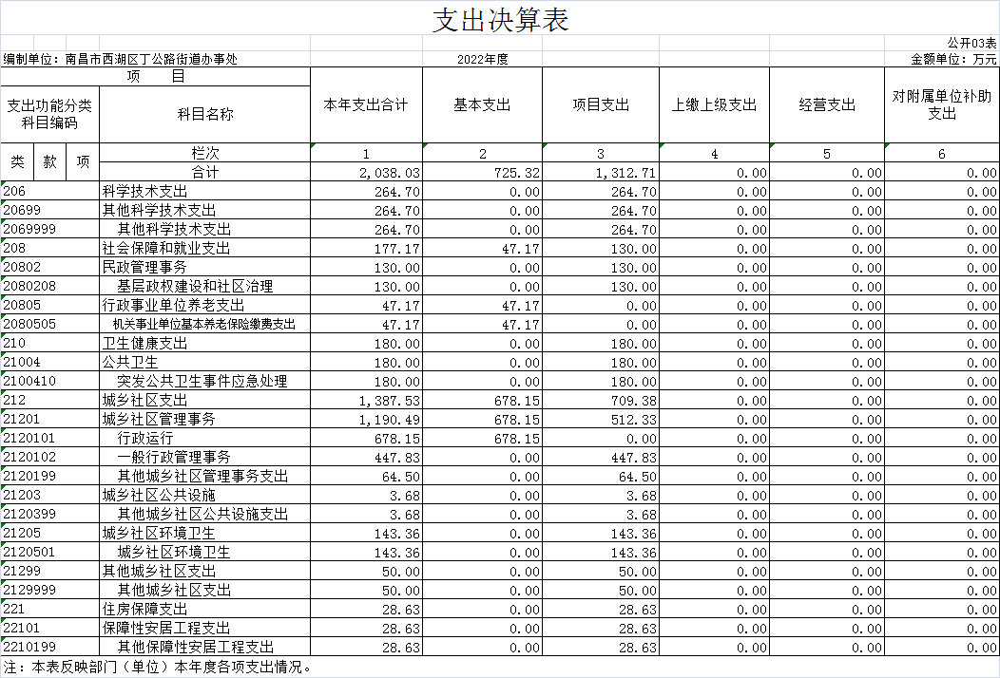 支出决算表
公开03表
编制单位：南昌市西湖区丁公路街道办事处 2022年度 金额单位：万元
项 目 本年支出合计 基本支出 项目支出 上缴上级支出 经营支出 对附属单位补助支出
支出功能分类科目编码 科目名称
类 款 项 栏次 1 2 3 4 5 6
合计 2,038.03 725.32 1,312.71 0.00 0.00 0.00
206 科学技术支出 264.70 0.00 264.70 0.00 0.00 0.00
20699 其他科学技术支出 264.70 0.00 264.70 0.00 0.00 0.00
2069999 其他科学技术支出 264.70 0.00 264.70 0.00 0.00 0.00
208 社会保障和就业支出 177.17 47.17 130.00 0.00 0.00 0.00
20802 民政管理事务 130.00 0.00 130.00 0.00 0.00 0.00
2080208 基层政权建设和社区治理 130.00 0.00 130.00 0.00 0.00 0.00
20805 行政事业单位养老支出 47.17 47.17 0.00 0.00 0.00 0.00
2080505 机关事业单位基本养老保险缴费支出 47.17 47.17 0.00 0.00 0.00 0.00
210 卫生健康支出 180.00 0.00 180.00 0.00 0.00 0.00
21004 公共卫生 180.00 0.00 180.00 0.00 0.00 0.00
2100410 突发公共卫生事件应急处理 180.00 0.00 180.00 0.00 0.00 0.00
212 城乡社区支出 1,387.53 678.15 709.38 0.00 0.00 0.00
21201 城乡社区管理事务 1,190.49 678.15 512.33 0.00 0.00 0.00
2120101 行政运行 678.15 678.15 0.00 0.00 0.00 0.00
2120102 一般行政管理事务 447.83 0.00 447.83 0.00 0.00 0.00
2120199 其他城乡社区管理事务支出 64.50 0.00 64.50 0.00 0.00 0.00
21203 城乡社区公共设施 3.68 0.00 3.68 0.00 0.00 0.00
2120399 其他城乡社区公共设施支出 3.68 0.00 3.68 0.00 0.00 0.00
21205 城乡社区环境卫生 143.36 0.00 143.36 0.00 0.00 0.00
2120501 城乡社区环境卫生 143.36 0.00 143.36 0.00 0.00 0.00
21299 其他城乡社区支出 50.00 0.00 50.00 0.00 0.00 0.00
2129999 其他城乡社区支出 50.00 0.00 50.00 0.00 0.00 0.00
221 住房保障支出 28.63 0.00 28.63 0.00 0.00 0.00
22101 保障性安居工程支出 28.63 0.00 28.63 0.00 0.00 0.00
2210199 其他保障性安居工程支出 28.63 0.00 28.63 0.00 0.00 0.00
注：本表反映部门（单位）本年度各项支出情况。